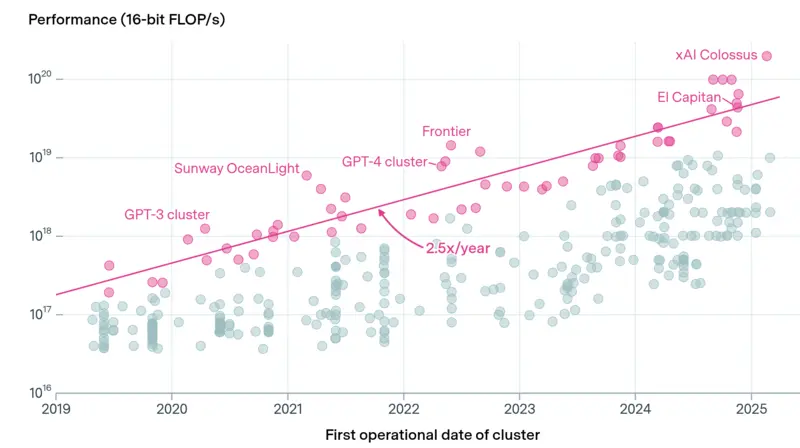 Performance (16-bit FLOP/s)
xAI Colossus
10²⁰
El Capitan
Frontier
10¹⁹
GPT-4 cluster
Sunway OceanLight
GPT-3 cluster
10¹⁸
2.5x/year
10¹⁷
10¹⁶
2019 2020 2021 2022 2023 2024 2025
First operational date of cluster